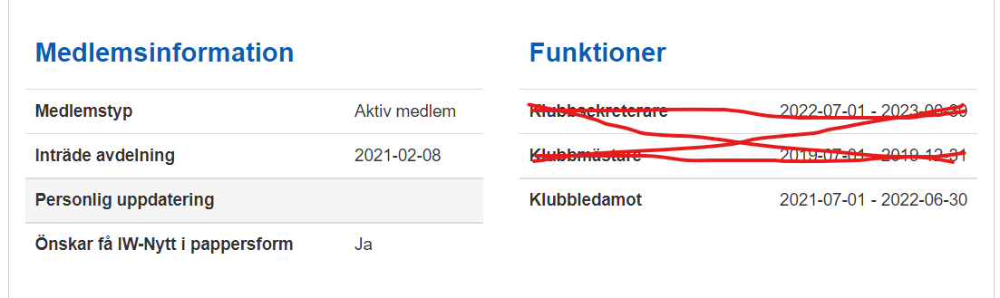 Medlemsinformation
Medlemstyp Aktiv medlem
Inträde avdelning 2021-02-08
Personlig uppdatering
Önskar få IW-Nytt i pappersform Ja
Funktioner
Klubbsekreterare 2022-07-01 - 2023-06-30
Klubbmästare 2019-07-01 - 2019-12-31
Klubbledamot 2021-07-01 - 2022-06-30